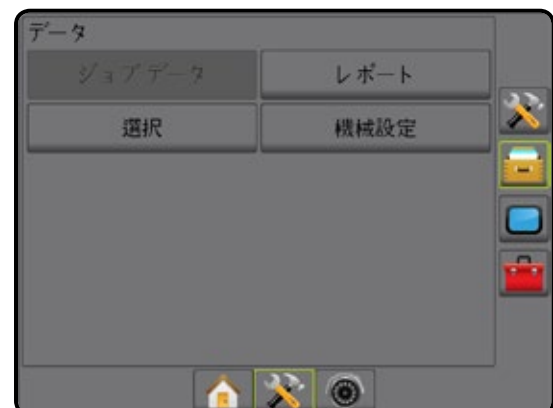 データ
ジョブデータ
レポート
選択
機械設定